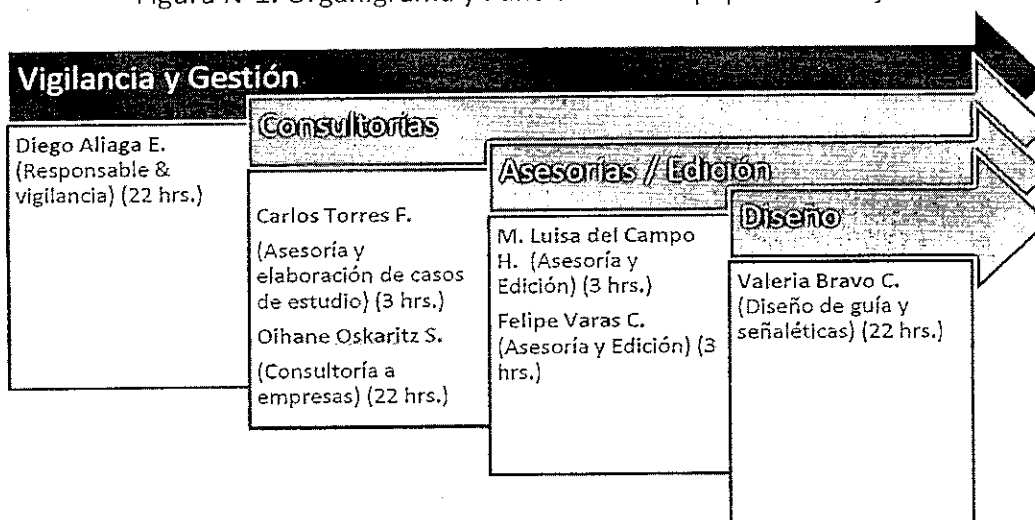 Vigilancia y Gestión
Diego Aliaga E.
(Responsable &
vigilancia) (22 hrs.)
Consultorías
Carlos Torres F.
(Asesoría y
elaboración de casos
de estudio) (3 hrs.)
Oihane Oskaritz S.
(Consultoría a
empresas) (22 hrs.)
Asesorías / Edición
M. Luisa del Campo
H. (Asesoría y
Edición) (3 hrs.)
Felipe Varas C.
(Asesoría y Edición) (3
hrs.)
Diseño
Valeria Bravo C.
(Diseño de guía y
señaléticas) (22 hrs.)